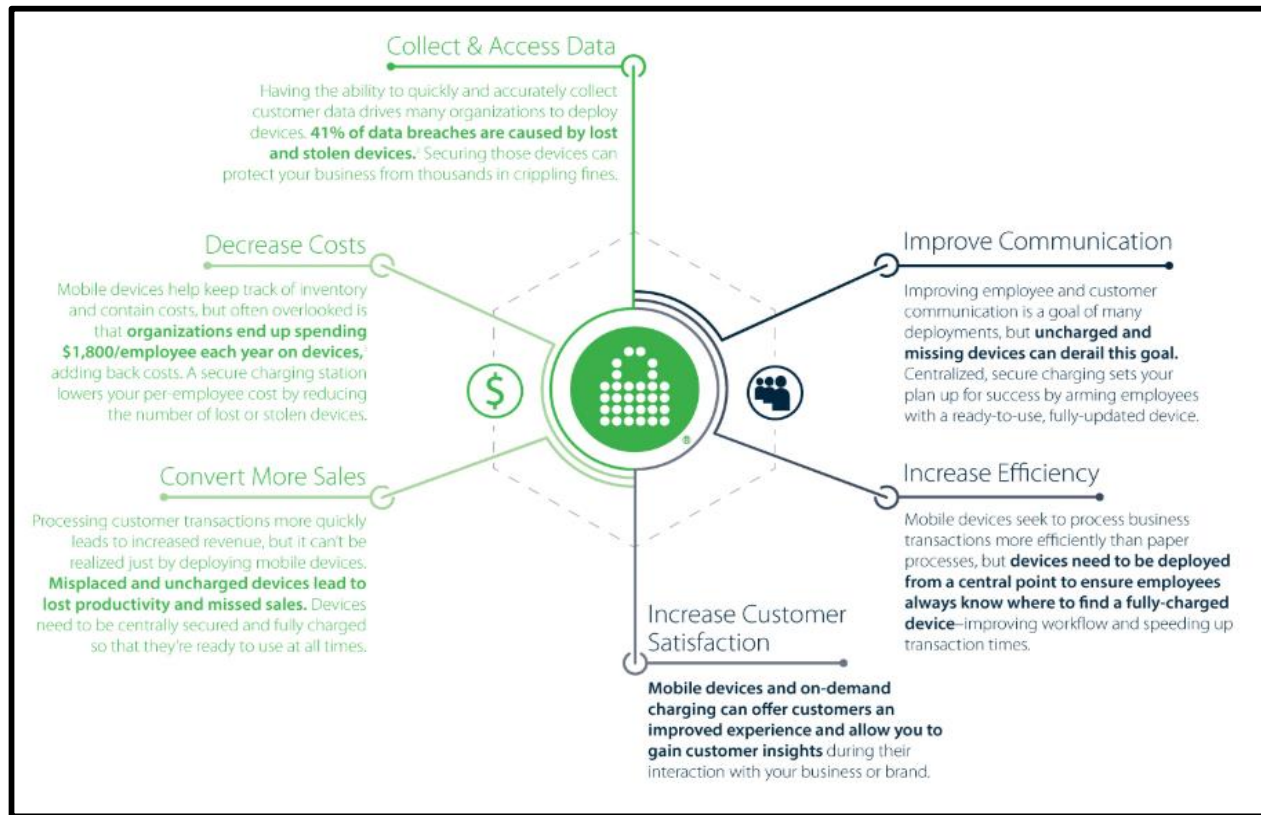 Collect & Access Data
Having the ability to quickly and accurately collect
customer data drives many organizations to deploy
devices. 41% of data breaches are caused by lost
and stolen devices. Securing those devices can
protect your business from thousands in crippling fines.
Decrease Costs
Mobile devices help keep track of inventory
and contain costs, but often overlooked is
that organizations end up spending
$1,800/employee each year on devices,
adding back costs. A secure charging station
lowers your per-employee cost by reducing
the number of lost or stolen devices.
Convert More Sales
Processing customer transactions more quickly
leads to increased revenue, but it can't be
realized just by deploying mobile devices.
Misplaced and uncharged devices lead to
lost productivity and missed sales. Devices
need to be centrally secured and fully charged
so that they're ready to use at all times.
$
®
Improve Communication
Improving employee and customer
communication is a goal of many
deployments, but uncharged and
missing devices can derail this goal.
Centralized, secure charging sets your
plan up for success by arming employees
with a ready-to-use, fully-updated device.
Increase Efficiency
Mobile devices seek to process business
transactions more efficiently than paper
processes, but devices need to be deployed
from a central point to ensure employees
always know where to find a fully-charged
device–improving workflow and speeding up
transaction times.
Increase Customer
Satisfaction
Mobile devices and on-demand
charging can offer customers an
improved experience and allow you to
gain customer insights during their
interaction with your business or brand.